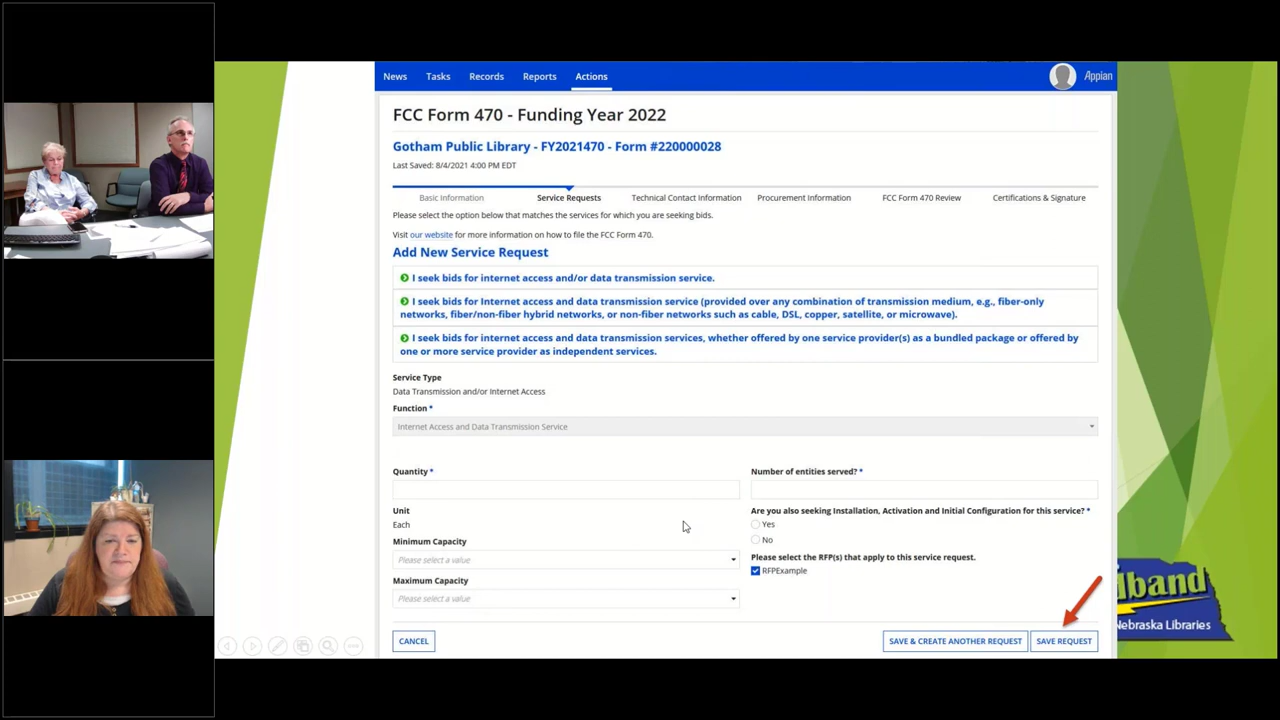 News Tasks Records Reports Actions
Appian
FCC Form 470 - Funding Year 2022
Gotham Public Library - FY2021470 - Form #220000028
Last Saved: 8/4/2021 4:00 PM EDT
Basic Information Service Requests Technical Contact Information Procurement Information FCC Form 470 Review Certifications & Signature
Please select the option below that matches the services for which you are seeking bids.
Visit our website for more information on how to file the FCC Form 470.
Add New Service Request
I seek bids for internet access and/or data transmission service.
I seek bids for Internet access and data transmission service (provided over any combination of transmission medium, e.g., fiber-only
networks, fiber/non-fiber hybrid networks, or non-fiber networks such as cable, DSL, copper, satellite, or microwave).
I seek bids for internet access and data transmission services, whether offered by one service provider(s) as a bundled package or offered by
one or more service provider as independent services.
Service Type
Data Transmission and/or Internet Access
Function *
Internet Access and Data Transmission Service
Quantity *
Number of entities served? *
Unit
Each
Are you also seeking Installation, Activation and Initial Configuration for this service? *
Yes
No
Minimum Capacity
Please select a value
Please select the RFP(s) that apply to this service request.
RFPExample
Maximum Capacity
Please select a value
CANCEL
SAVE & CREATE ANOTHER REQUEST
SAVE REQUEST
dband
Nebraska Libraries